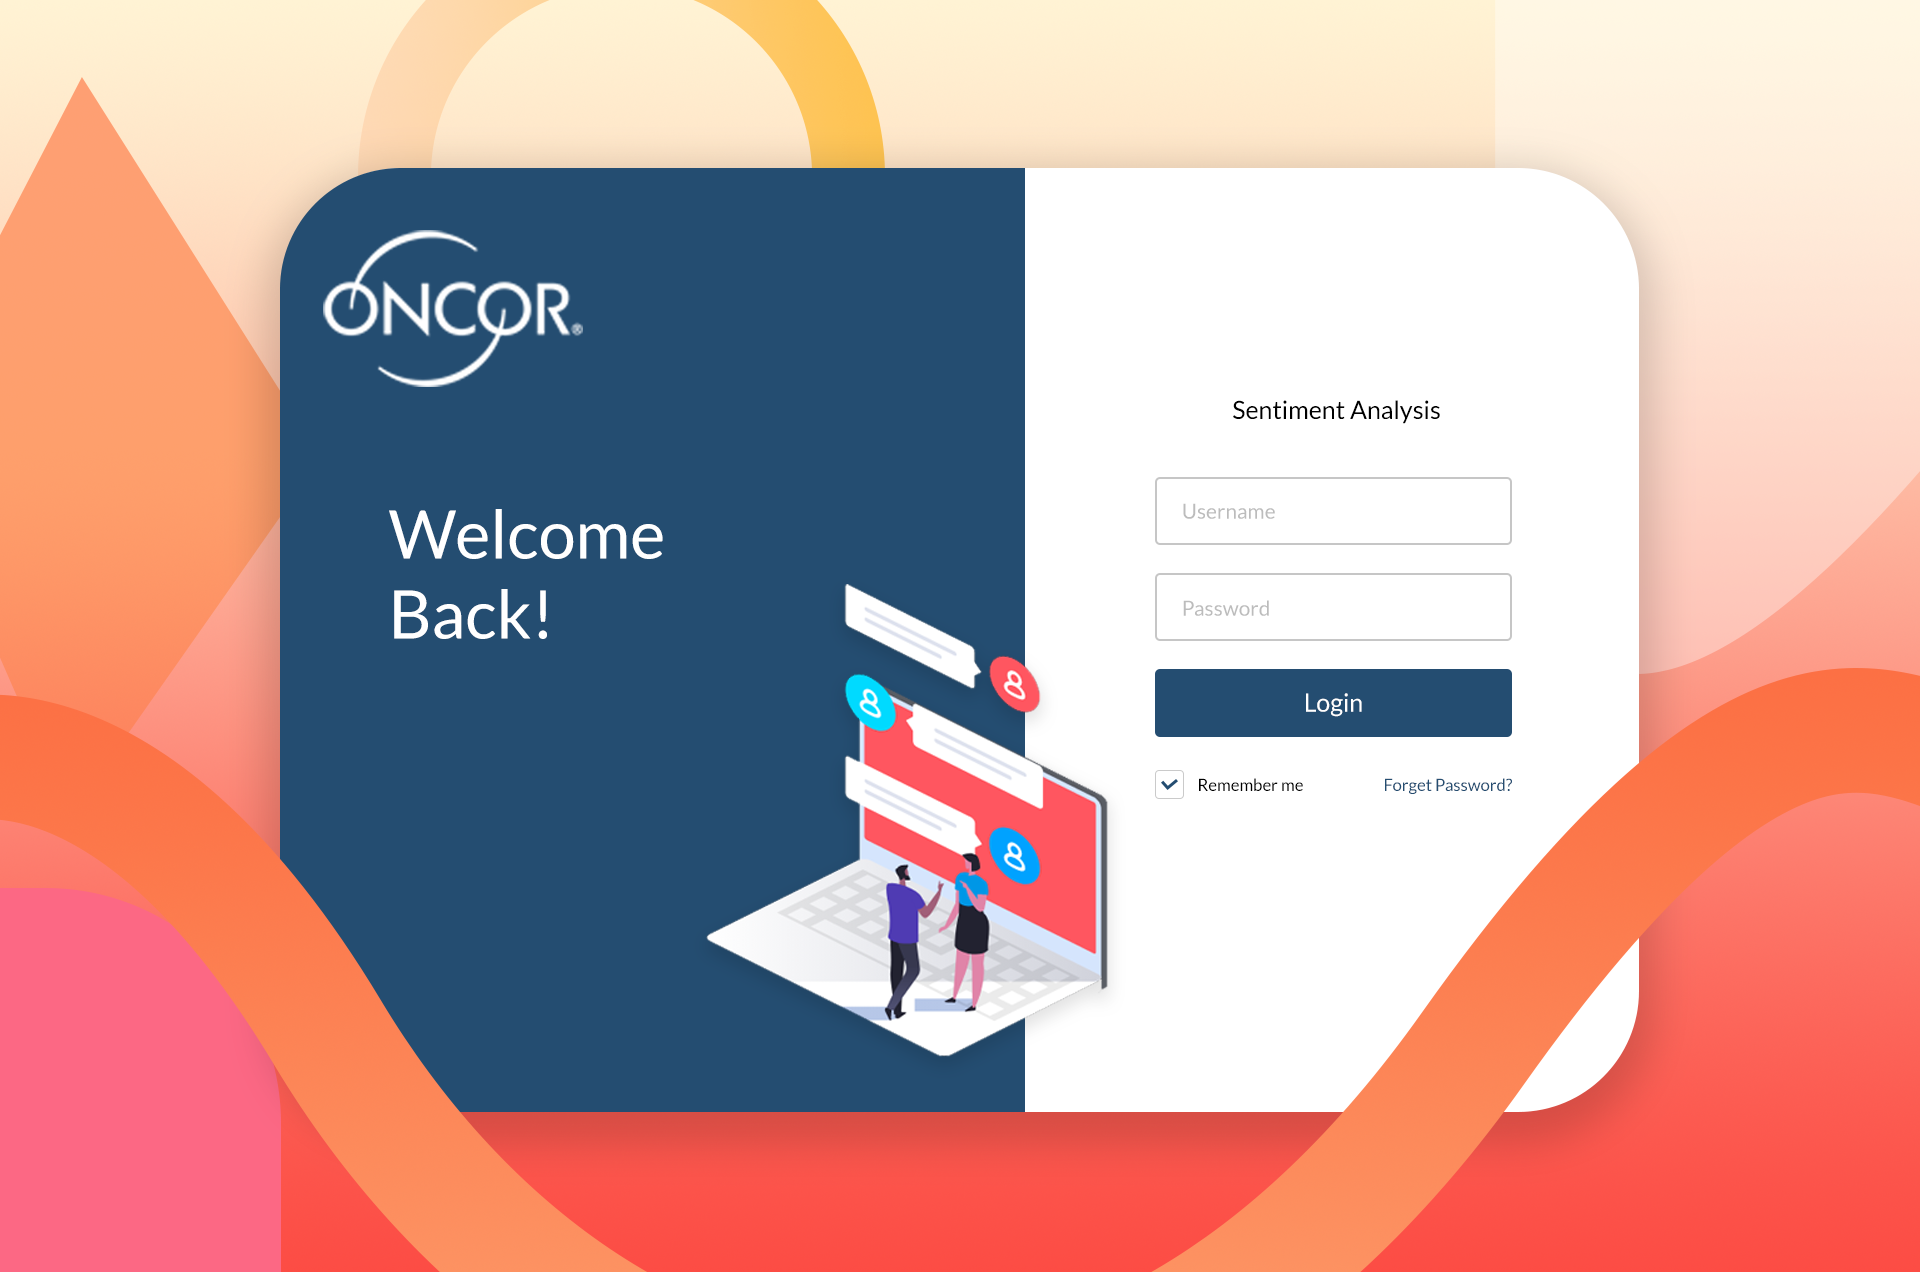 ONCOR®
Welcome
Back!
Sentiment Analysis
Username
Password
Login
Remember me
Forget Password?